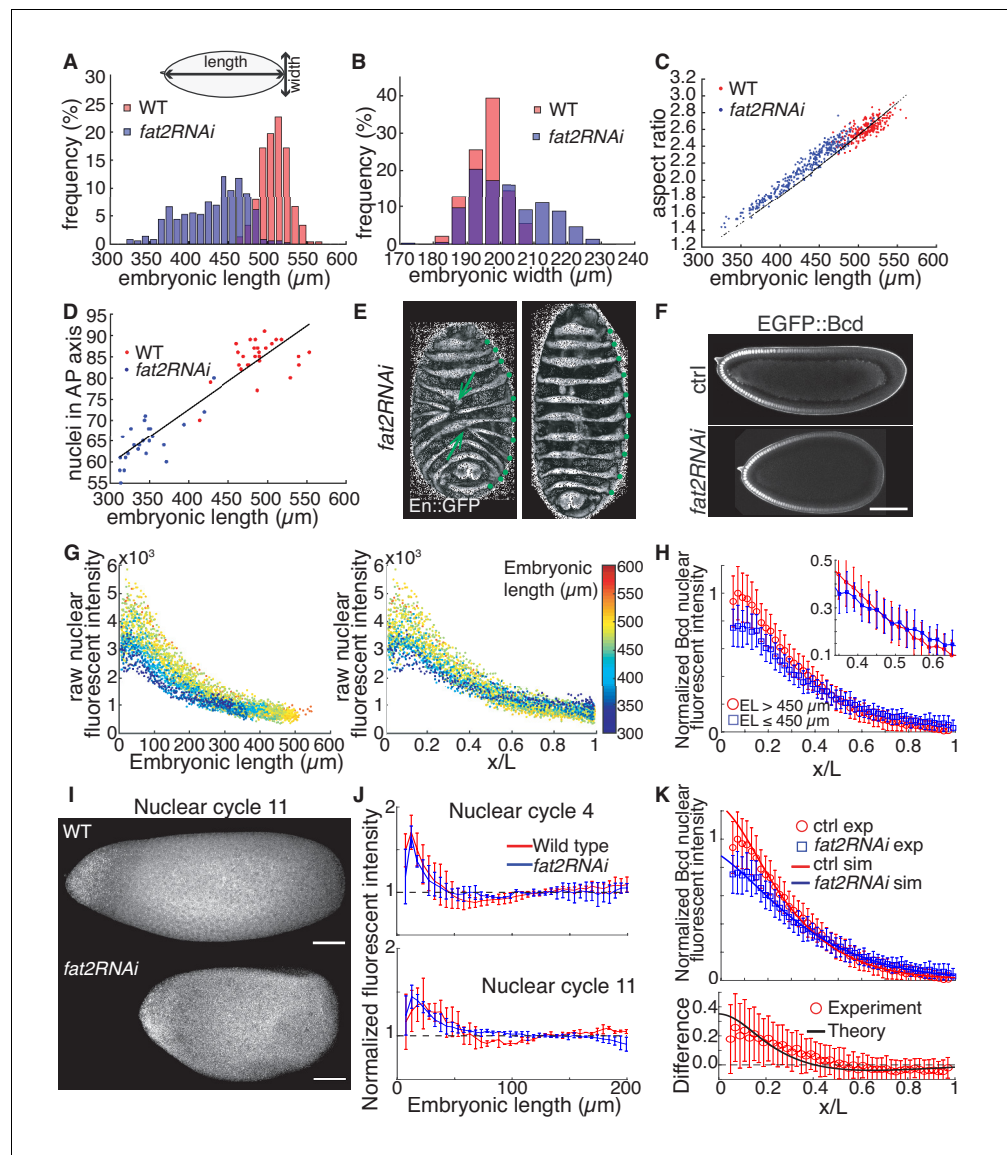 A
length
width
30
25
20
15
10
5
0
frequency (%)
WT
fat2RNAi
300 350 400 450 500 550 600
embryonic length (µm)
B
40
30
20
10
0
frequency (%)
WT
fat2RNAi
170 190 200 210 220 230 240
embryonic width (µm)
C
WT
fat2RNAi
3.2
3.0
2.8
2.6
2.4
2.2
2.0
1.8
1.6
1.4
1.2
aspect ratio
300 350 400 450 500 550 600
embryonic length (µm)
D
95
90
85
80
75
70
65
60
55
nuclei in AP axis
WT
fat2RNAi
300 350 400 450 500 550 600
embryonic length (µm)
E
fat2RNAi
En::GFP
F
EGFP::Bcd
ctrl
fat2RNAi
G
x10³
6
5
4
3
2
1
0
raw nuclear
fluorescent intensity
0 100 200 300 400 500 600
Embryonic length (µm)
x10³
6
5
4
3
2
1
0
raw nuclear
fluorescent intensity
0 0.2 0.4 0.6 0.8 1
x/L
Embryonic
length (µm)
600
550
500
450
400
350
300
H
1
0
Normalized Bcd nuclear
fluorescent intensity
0.5
0.3
0.1
0.4 0.5 0.6
EL > 450 µm
EL ≤ 450 µm
0 0.2 0.4 0.6 0.8 1
x/L
I
Nuclear cycle 11
WT
fat2RNAi
J
Nuclear cycle 4
2
1
Wild type
fat2RNAi
Normalized fluorescent intensity
Nuclear cycle 11
2
1
0 100 200
Embryonic length (µm)
K
1
0
Normalized Bcd nuclear
fluorescent intensity
ctrl exp
fat2RNAi exp
ctrl sim
fat2RNAi sim
0.4
0.2
0.0
Difference
Experiment
Theory
0 0.2 0.4 0.6 0.8 1
x/L